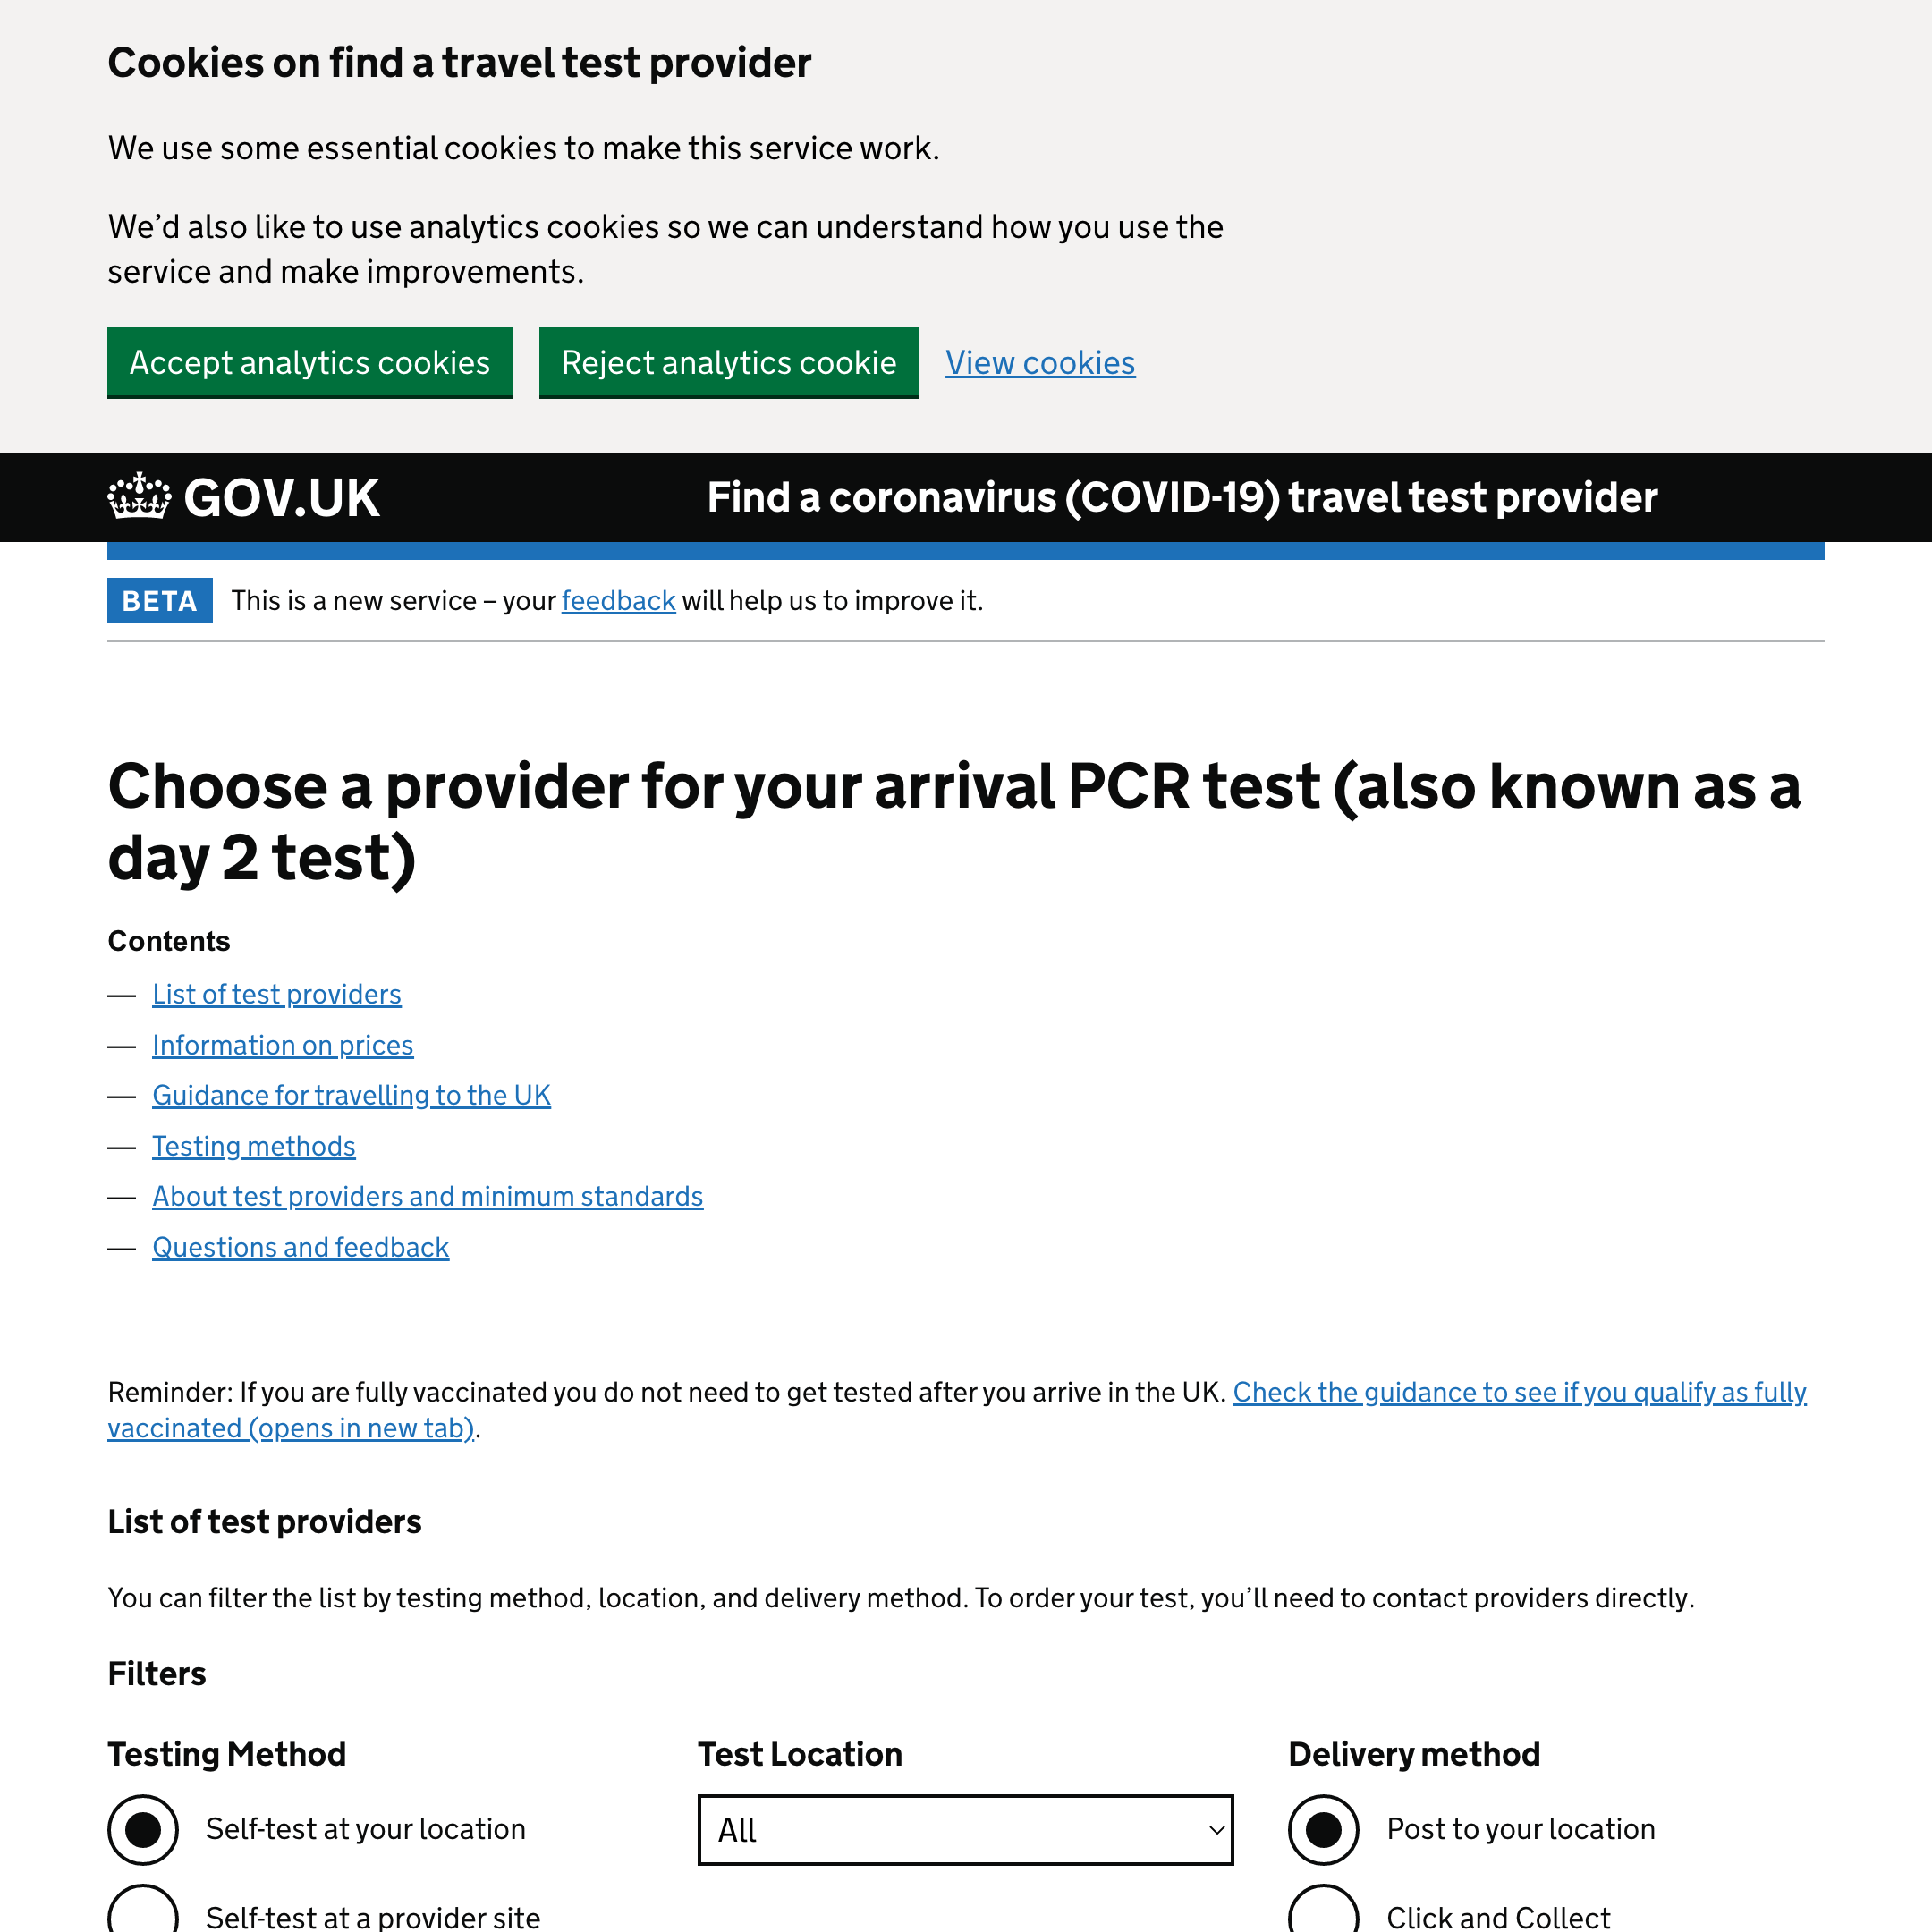 Cookies on find a travel test provider
We use some essential cookies to make this service work.
We’d also like to use analytics cookies so we can understand how you use the
service and make improvements.
Accept analytics cookies
Reject analytics cookie
View cookies
GOV.UK
Find a coronavirus (COVID-19) travel test provider
BETA
This is a new service – your feedback will help us to improve it.
Choose a provider for your arrival PCR test (also known as a
day 2 test)
Contents
— List of test providers
— Information on prices
— Guidance for travelling to the UK
— Testing methods
— About test providers and minimum standards
— Questions and feedback
Reminder: If you are fully vaccinated you do not need to get tested after you arrive in the UK. Check the guidance to see if you qualify as fully
vaccinated (opens in new tab).
List of test providers
You can filter the list by testing method, location, and delivery method. To order your test, you’ll need to contact providers directly.
Filters
Testing Method
Self-test at your location
Self-test at a provider site
Test Location
All
Delivery method
Post to your location
Click and Collect